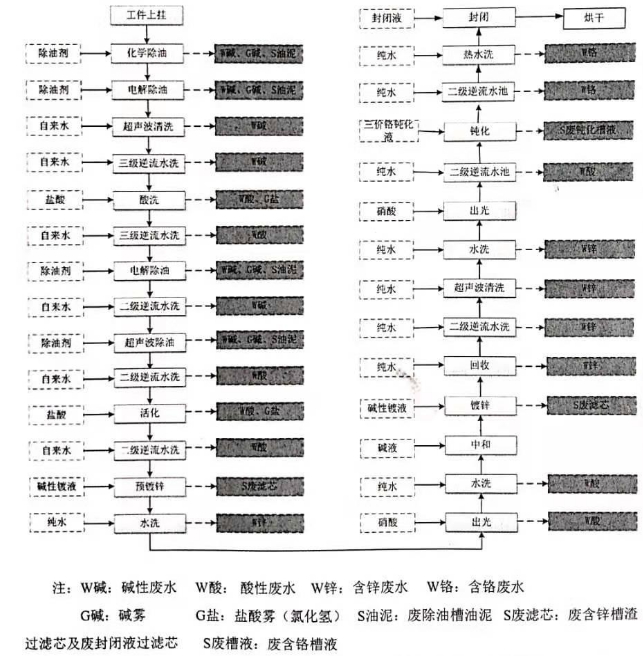 工件上挂
除油剂 化学除油 W碱、G碱、S油泥
除油剂 电解除油 W碱、G碱、S油泥
自来水 超声波清洗 W碱
自来水 三级逆流水洗 W碱
盐酸 酸洗 W酸、G盐
自来水 三级逆流水洗 W酸
除油剂 电解除油 W碱、G碱、S油泥
自来水 二级逆流水洗 W碱
除油剂 超声波除油 W碱、G碱、S油泥
自来水 二级逆流水洗 W酸
盐酸 活化 W酸、G盐
自来水 二级逆流水洗 W酸
碱性镀液 预镀锌 S废滤芯
纯水 水洗 W锌
封闭液 封闭 烘干
纯水 热水洗 W铬
纯水 二级逆流水池 W铬
三价铬钝化液 钝化 S废钝化槽液
纯水 二级逆流水池 W酸
硝酸 出光
纯水 水洗 W锌
纯水 超声波清洗 W锌
纯水 二级逆流水洗 W锌
纯水 回收 W锌
碱性镀液 镀锌 S废滤芯
碱液 中和
纯水 水洗 W酸
硝酸 出光 W酸
注：W碱：碱性废水 W酸：酸性废水 W锌：含锌废水 W铬：含铬废水
G碱：碱雾 G盐：盐酸雾（氯化氢） S油泥：废除油槽油泥 S废滤芯：废含锌槽渣
过滤芯及废封闭液过滤芯 S废槽液：废含铬槽液